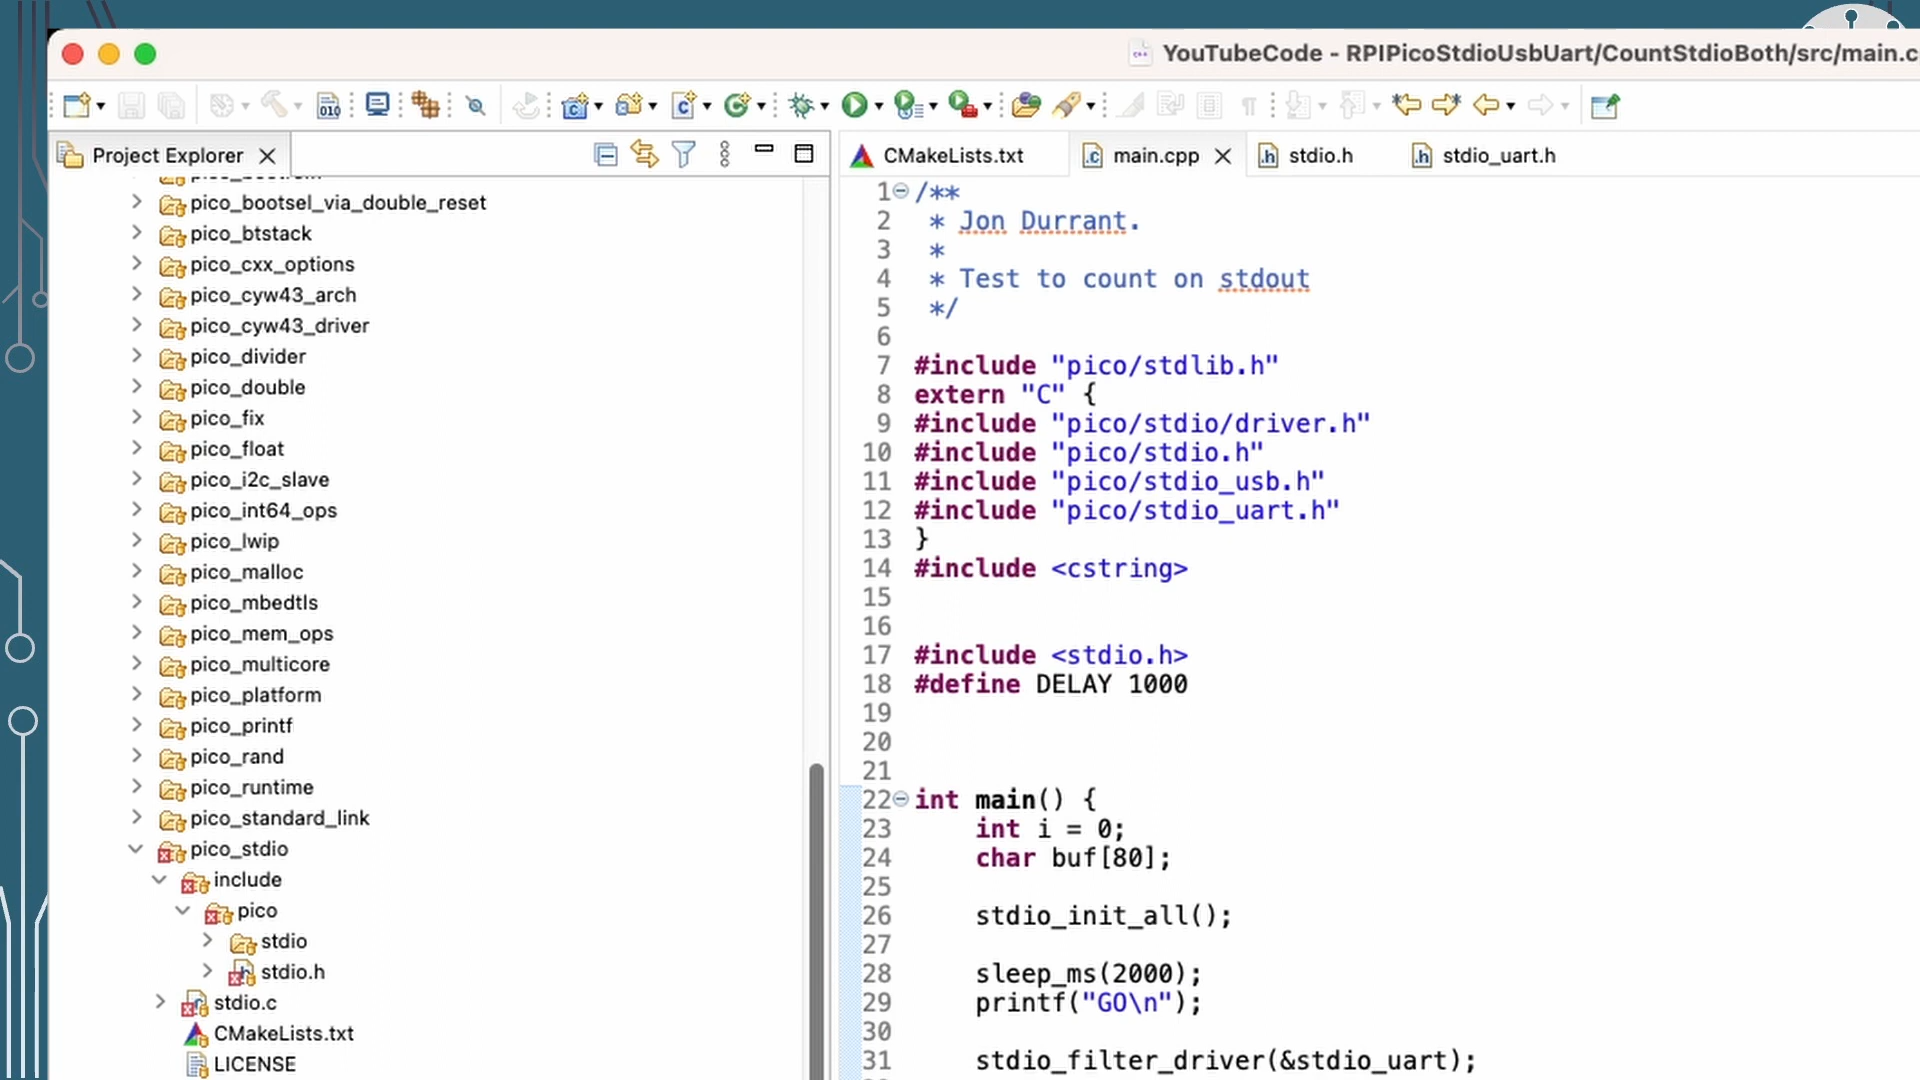 YouTubeCode - RPIPicoStdioUsbUart/CountStdioBoth/src/main.c
010
Project Explorer
CMakeLists.txt
main.cpp
stdio.h
stdio_uart.h
pico_bootsel_via_double_reset
pico_btstack
pico_cxx_options
pico_cyw43_arch
pico_cyw43_driver
pico_divider
pico_double
pico_fix
pico_float
pico_i2c_slave
pico_int64_ops
pico_lwip
pico_malloc
pico_mbedtls
pico_mem_ops
pico_multicore
pico_platform
pico_printf
pico_rand
pico_runtime
pico_standard_link
pico_stdio
include
pico
stdio
stdio.h
stdio.c
CMakeLists.txt
LICENSE
1 /**
2 * Jon Durrant.
3 *
4 * Test to count on stdout
5 */
6
7 #include "pico/stdlib.h"
8 extern "C" {
9 #include "pico/stdio/driver.h"
10 #include "pico/stdio.h"
11 #include "pico/stdio_usb.h"
12 #include "pico/stdio_uart.h"
13 }
14 #include <cstring>
15
16
17 #include <stdio.h>
18 #define DELAY 1000
19
20
21
22 int main() {
23 int i = 0;
24 char buf[80];
25
26 stdio_init_all();
27
28 sleep_ms(2000);
29 printf("GO\n");
30
31 stdio_filter_driver(&stdio_uart);